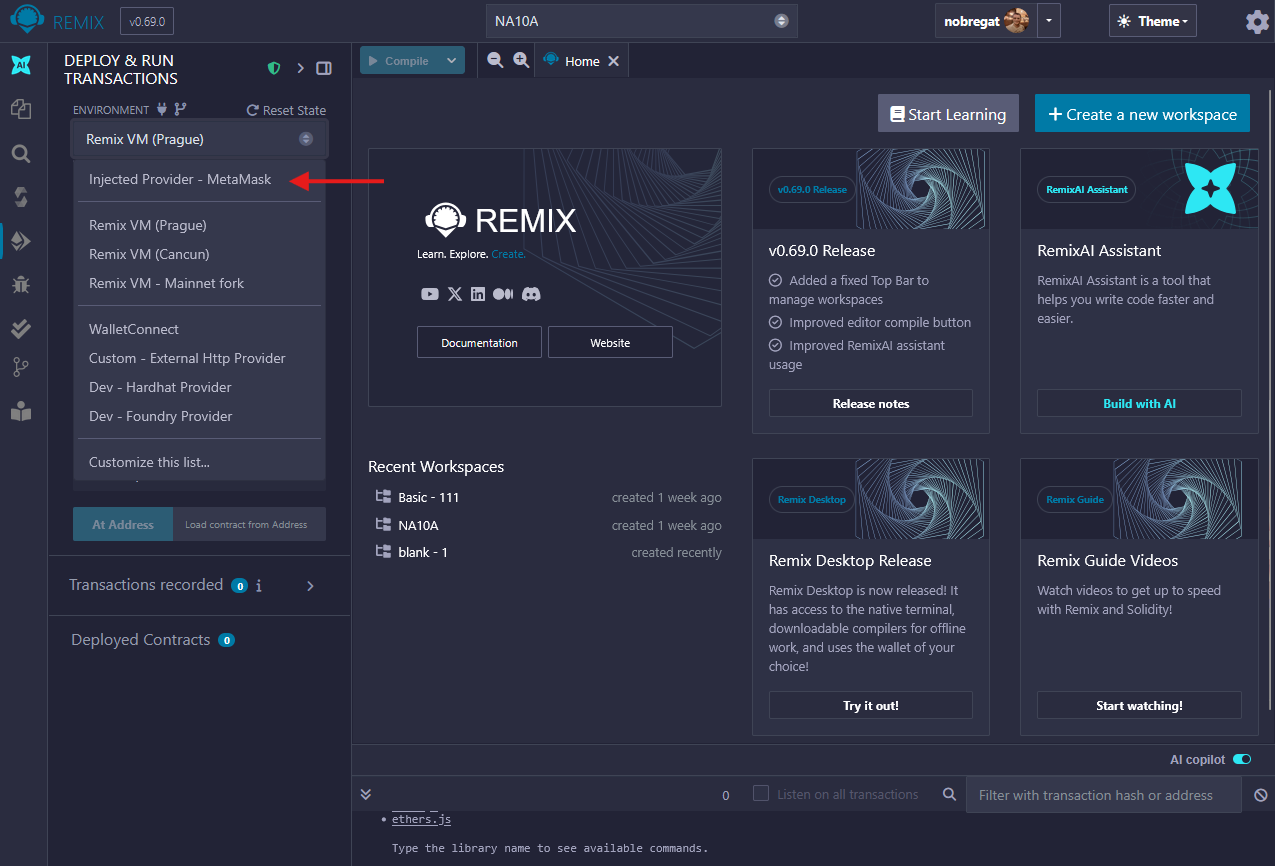 REMIX
v0.69.0
NA10A
nobregat
Theme
AI
DEPLOY & RUN
TRANSACTIONS
ENVIRONMENT
Reset State
Remix VM (Prague)
Injected Provider - MetaMask
Remix VM (Prague)
Remix VM (Cancun)
Remix VM - Mainnet fork
WalletConnect
Custom - External Http Provider
Dev - Hardhat Provider
Dev - Foundry Provider
Customize this list...
At Address
Load contract from Address
Transactions recorded 0 i
Deployed Contracts 0
Compile
Home
Start Learning
+ Create a new workspace
REMIX
Learn. Explore. Create.
Documentation
Website
v0.69.0 Release
v0.69.0 Release
Added a fixed Top Bar to
manage workspaces
Improved editor compile button
Improved RemixAI assistant
usage
Release notes
RemixAI Assistant
RemixAI Assistant
RemixAI Assistant is a tool that
helps you write code faster and
easier.
Build with AI
Recent Workspaces
Basic - 111 created 1 week ago
NA10A created 1 week ago
blank - 1 created recently
Remix Desktop
Remix Desktop Release
Remix Desktop is now released! It
has access to the native terminal,
downloadable compilers for offline
work, and uses the wallet of your
choice!
Try it out!
Remix Guide
Remix Guide Videos
Watch videos to get up to speed
with Remix and Solidity!
Start watching!
AI copilot
0
Listen on all transactions
Filter with transaction hash or address
• ethers.js
Type the library name to see available commands.